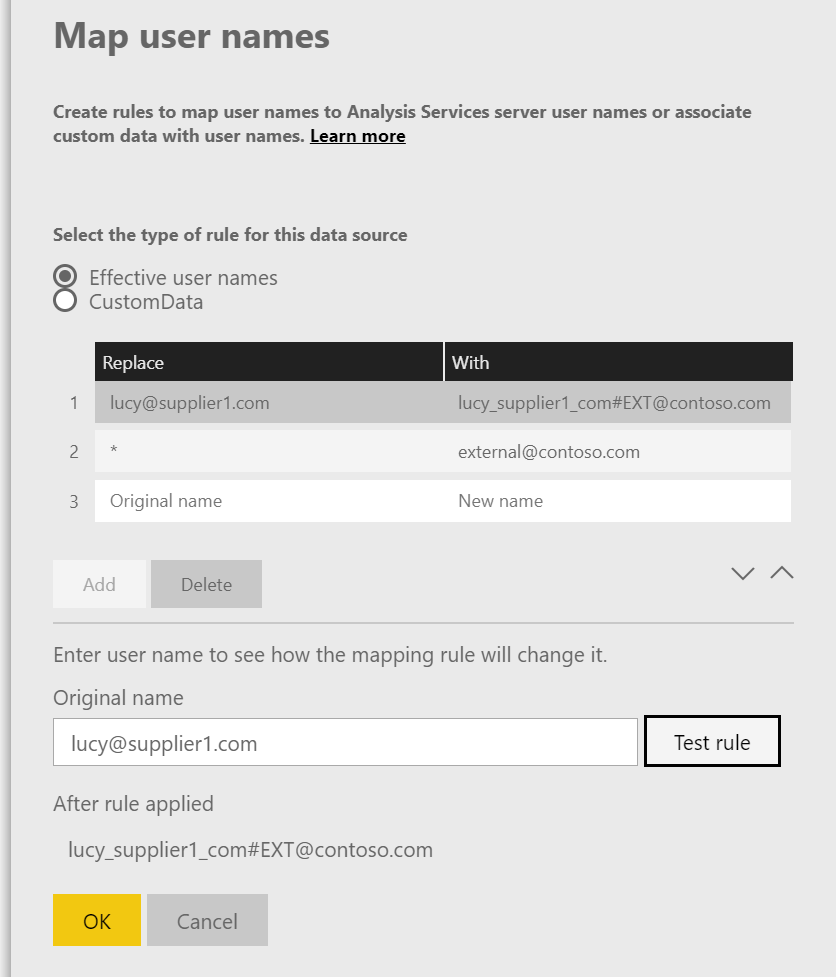 Map user names
Create rules to map user names to Analysis Services server user names or associate
custom data with user names. Learn more
Select the type of rule for this data source
Effective user names
CustomData
Replace With
1 lucy@supplier1.com lucy_supplier1_com#EXT@contoso.com
2 * external@contoso.com
3 Original name New name
Add Delete
Enter user name to see how the mapping rule will change it.
Original name
lucy@supplier1.com Test rule
After rule applied
lucy_supplier1_com#EXT@contoso.com
OK Cancel